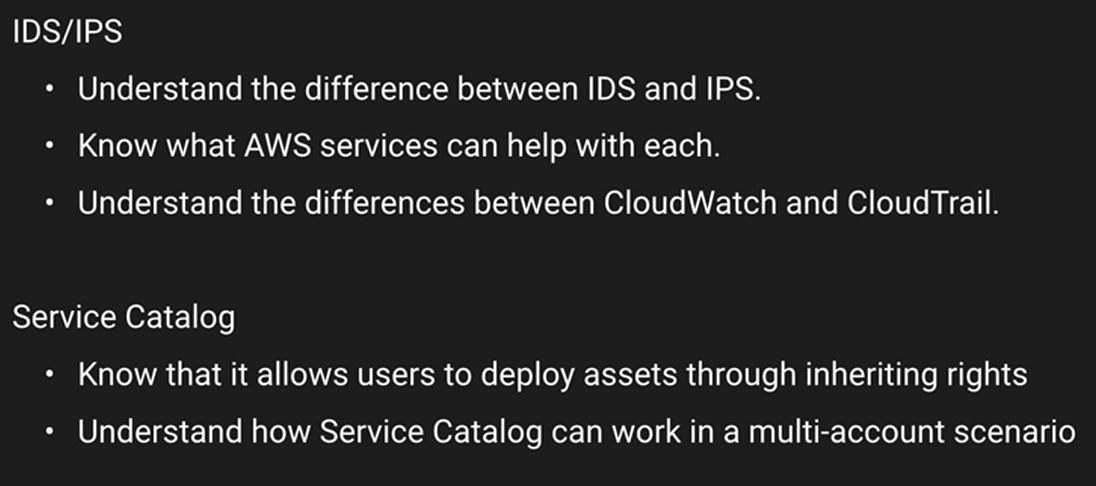 IDS/IPS
• Understand the difference between IDS and IPS.
• Know what AWS services can help with each.
• Understand the differences between CloudWatch and CloudTrail.
Service Catalog
• Know that it allows users to deploy assets through inheriting rights
• Understand how Service Catalog can work in a multi-account scenario